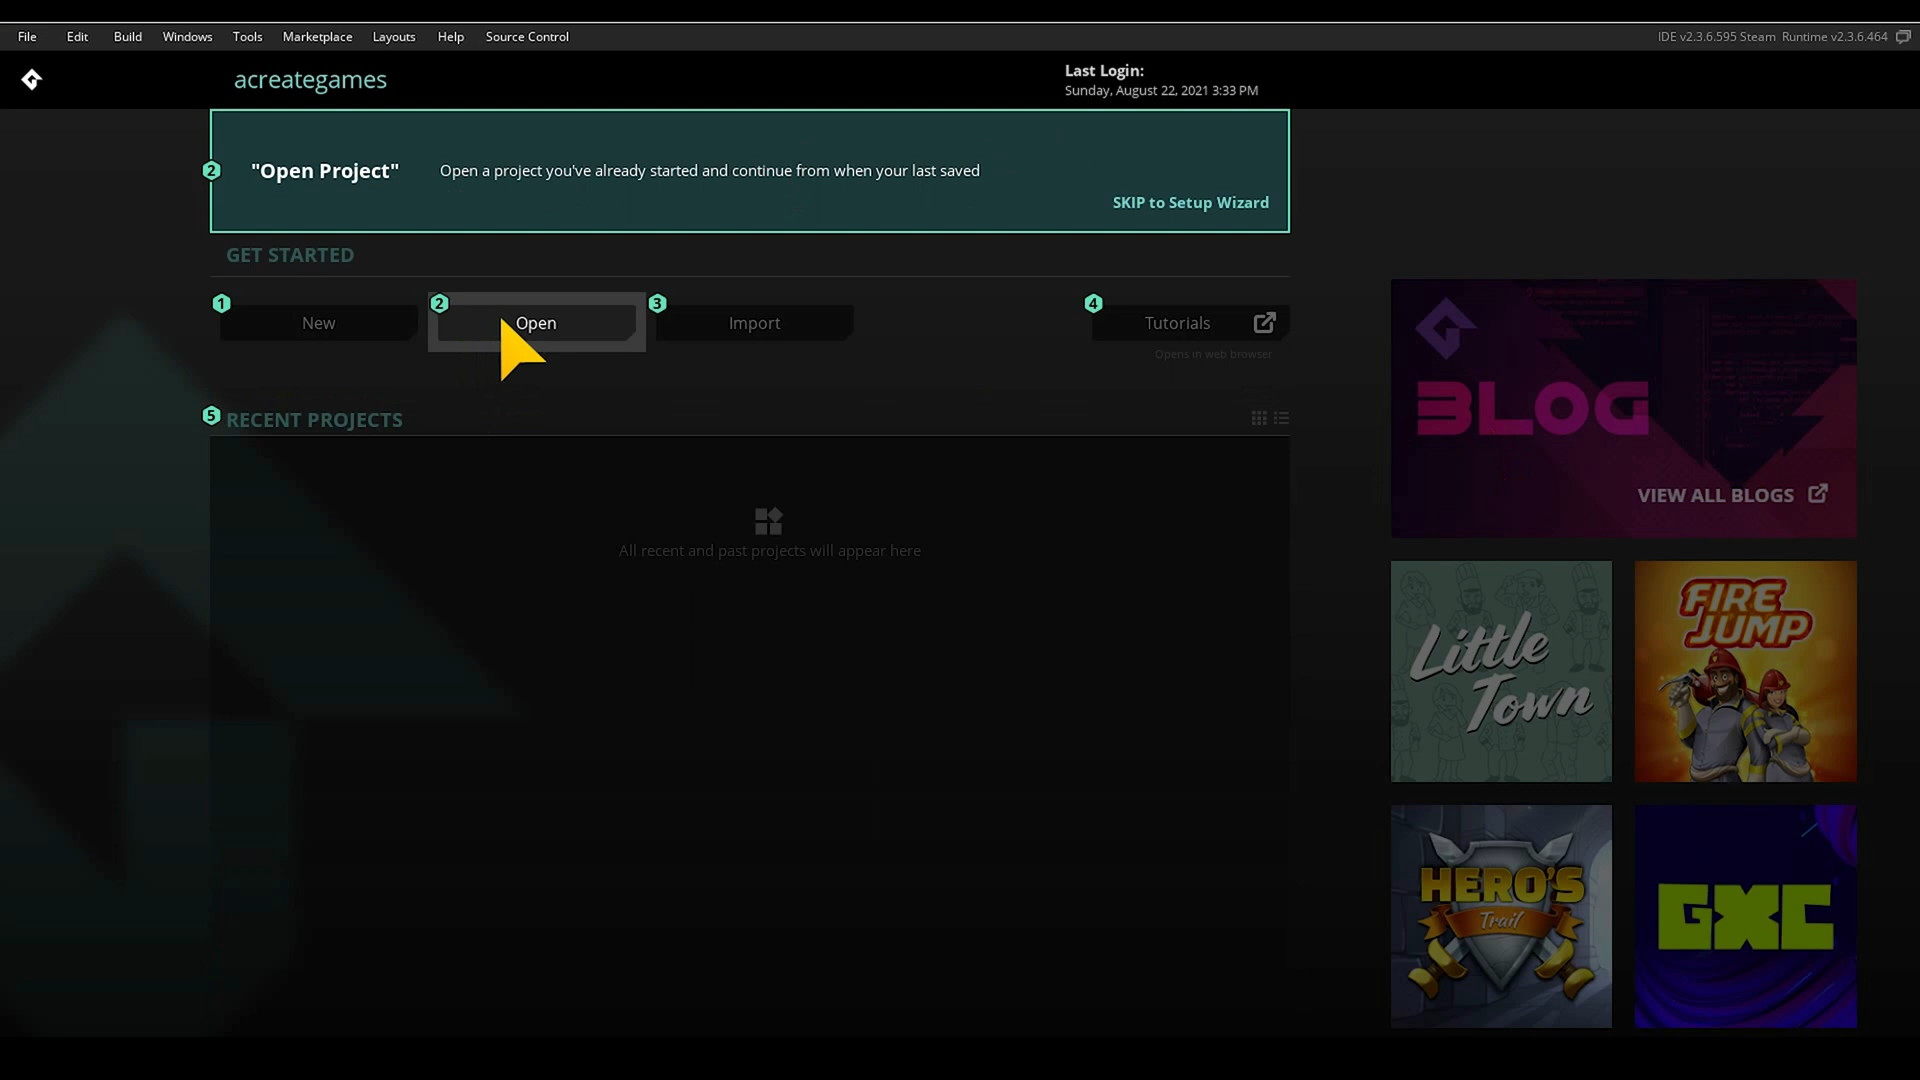 File Edit Build Windows Tools Marketplace Layouts Help Source Control IDE v2.3.6.595 Steam Runtime v2.3.6.464
acreategames
Last Login:
Sunday, August 22, 2021 3:33 PM
2 "Open Project" Open a project you've already started and continue from when your last saved
SKIP to Setup Wizard
GET STARTED
1 New 2 Open 3 Import 4 Tutorials
Opens in web browser
5 RECENT PROJECTS
All recent and past projects will appear here
BLOG
VIEW ALL BLOGS
Little
Town
FIRE
JUMP
HERO'S
Trail
GXC